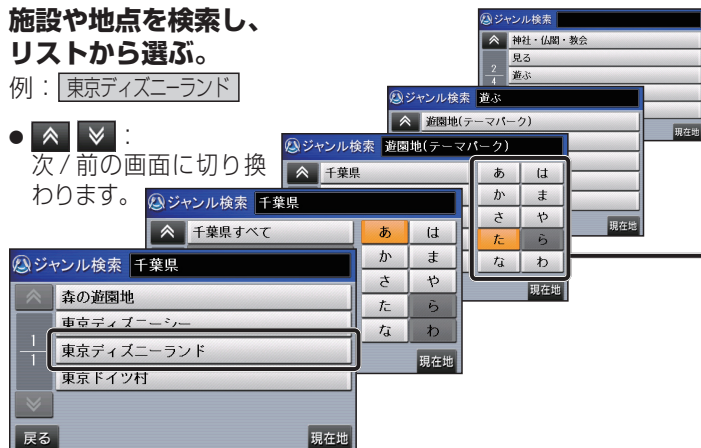 施設や地点を検索し、
リストから選ぶ。
例：東京ディズニーランド
● ：
次/前の画面に切り換
わります。
ジャンル検索
神社・仏閣・教会
見る
2
4
遊ぶ
現在地
ジャンル検索 遊ぶ
遊園地(テーマパーク)
現在地
ジャンル検索 遊園地(テーマパーク)
千葉県
あ は
か ま
さ や
た ら
な わ
現在地
ジャンル検索 千葉県
千葉県すべて
あ は
か ま
さ や
た ら
な わ
現在地
ジャンル検索 千葉県
森の遊園地
東京ディズニーシー
1
1
東京ディズニーランド
東京ドイツ村
戻る 現在地